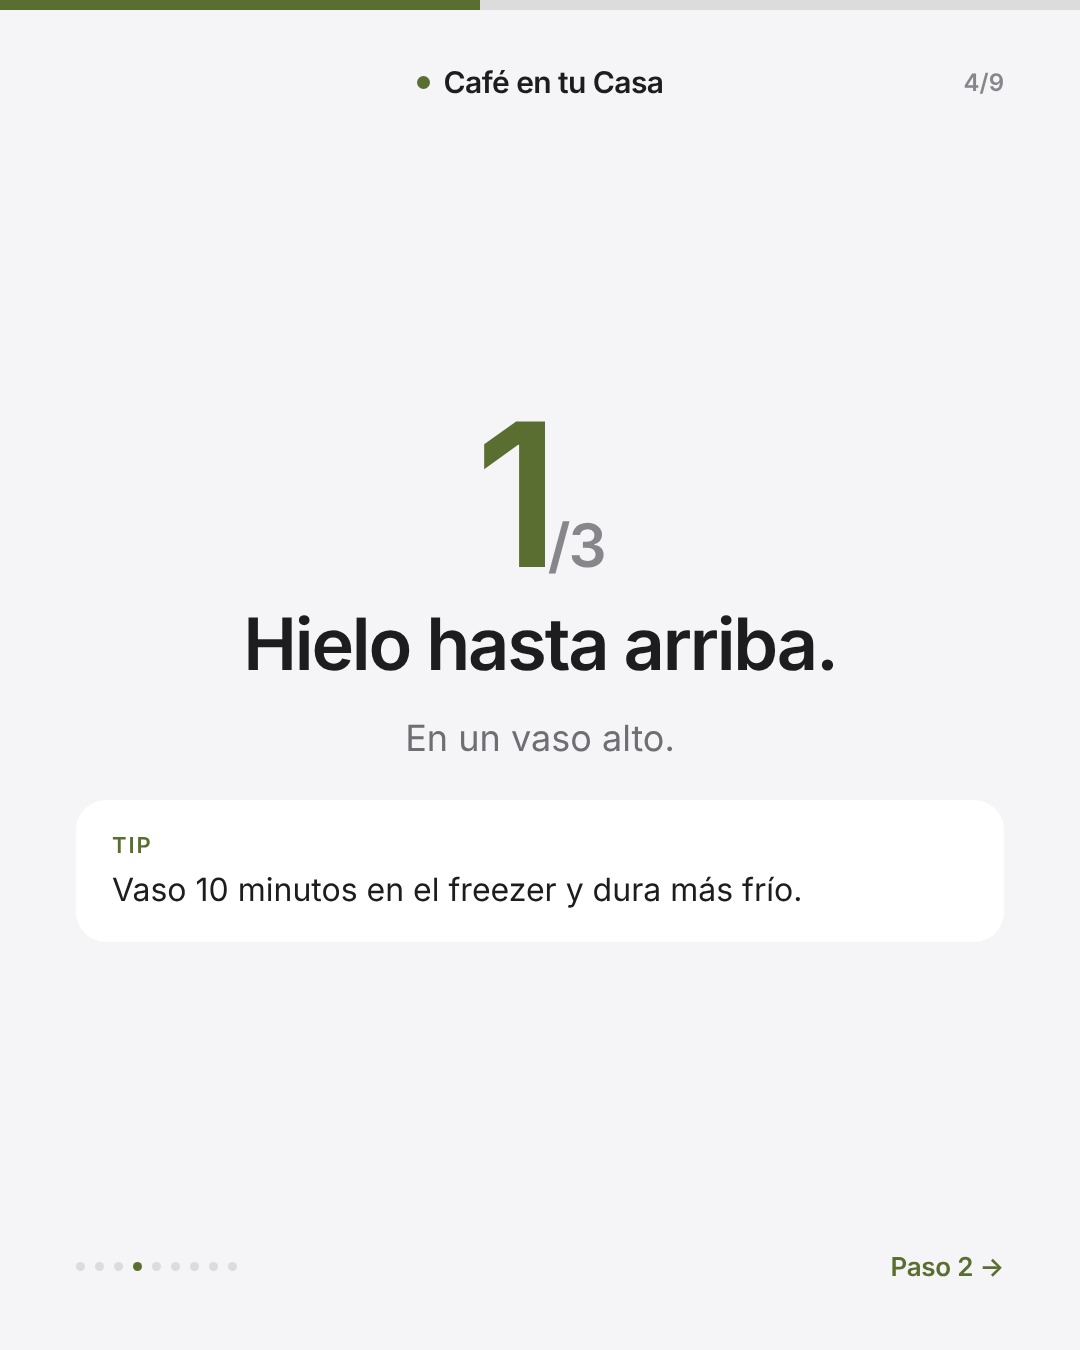 Café en tu Casa
4/9
1/3
Hielo hasta arriba.
En un vaso alto.
TIP
Vaso 10 minutos en el freezer y dura más frío.
Paso 2 →